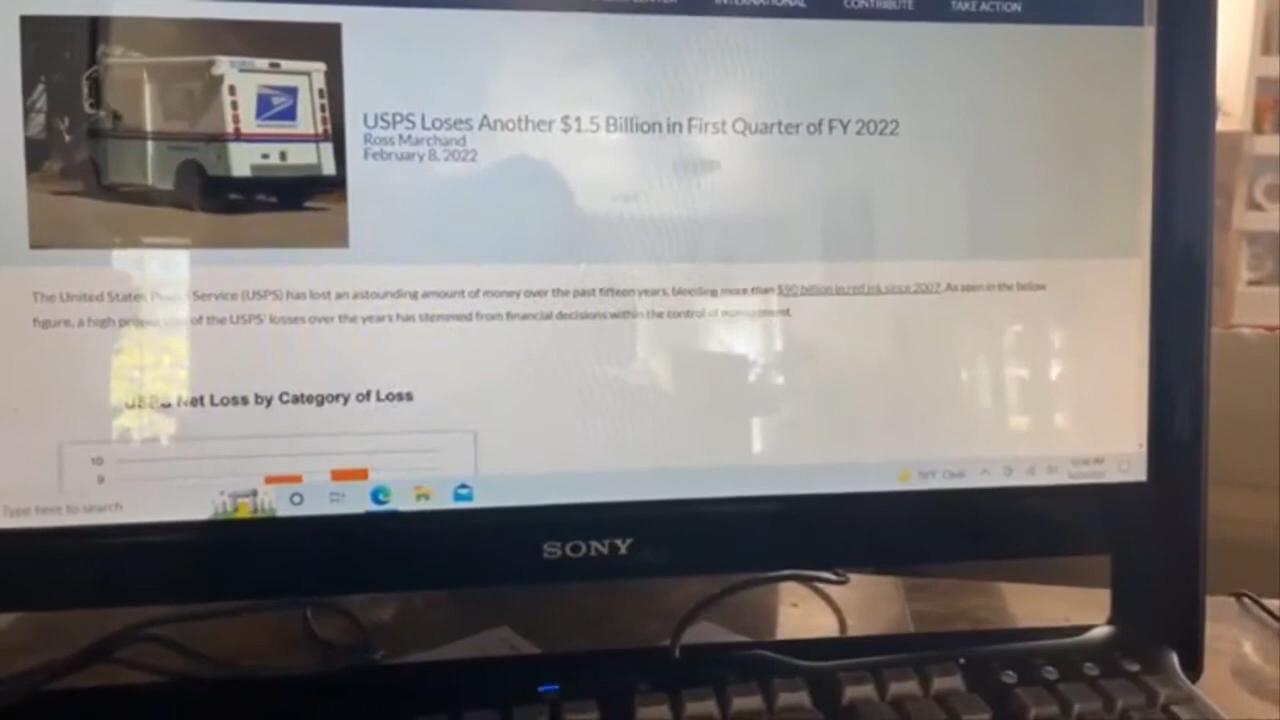 INTERNATIONAL CONTRIBUTE TAKE ACTION
USPS Loses Another $1.5 Billion in First Quarter of FY 2022
Ross Marchand
February 8, 2022
The United States Service (USPS) has lost an astounding amount of money over the past fifteen years, bleeding more than $90 billion in red ink since 2007. As seen in the below
figure, a high of the USPS' losses over the years has stemmed from financial decisions within the control of management.
USPS Net Loss by Category of Loss
10
9
Type here to search
SONY